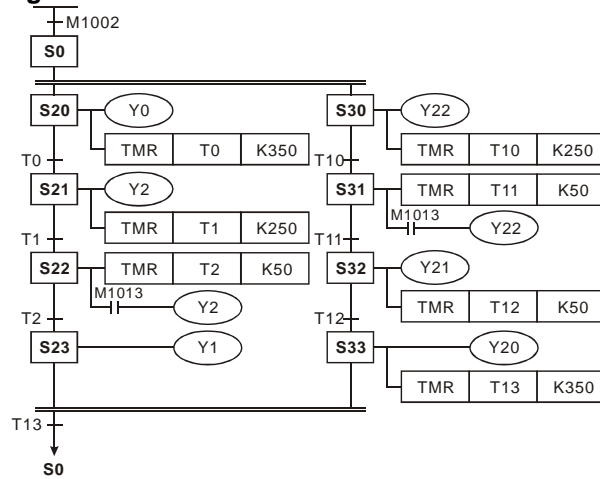 M1002
S0
S20 Y0 S30 Y22
TMR T0 K350 TMR T10 K250
T0 T10
S21 Y2 S31 TMR T11 K50
M1013 Y22
TMR T1 K250
T1 T11
S22 TMR T2 K50 S32 Y21
M1013 Y2 TMR T12 K50
T2 T12
S23 Y1 S33 Y20
TMR T13 K350
T13
S0